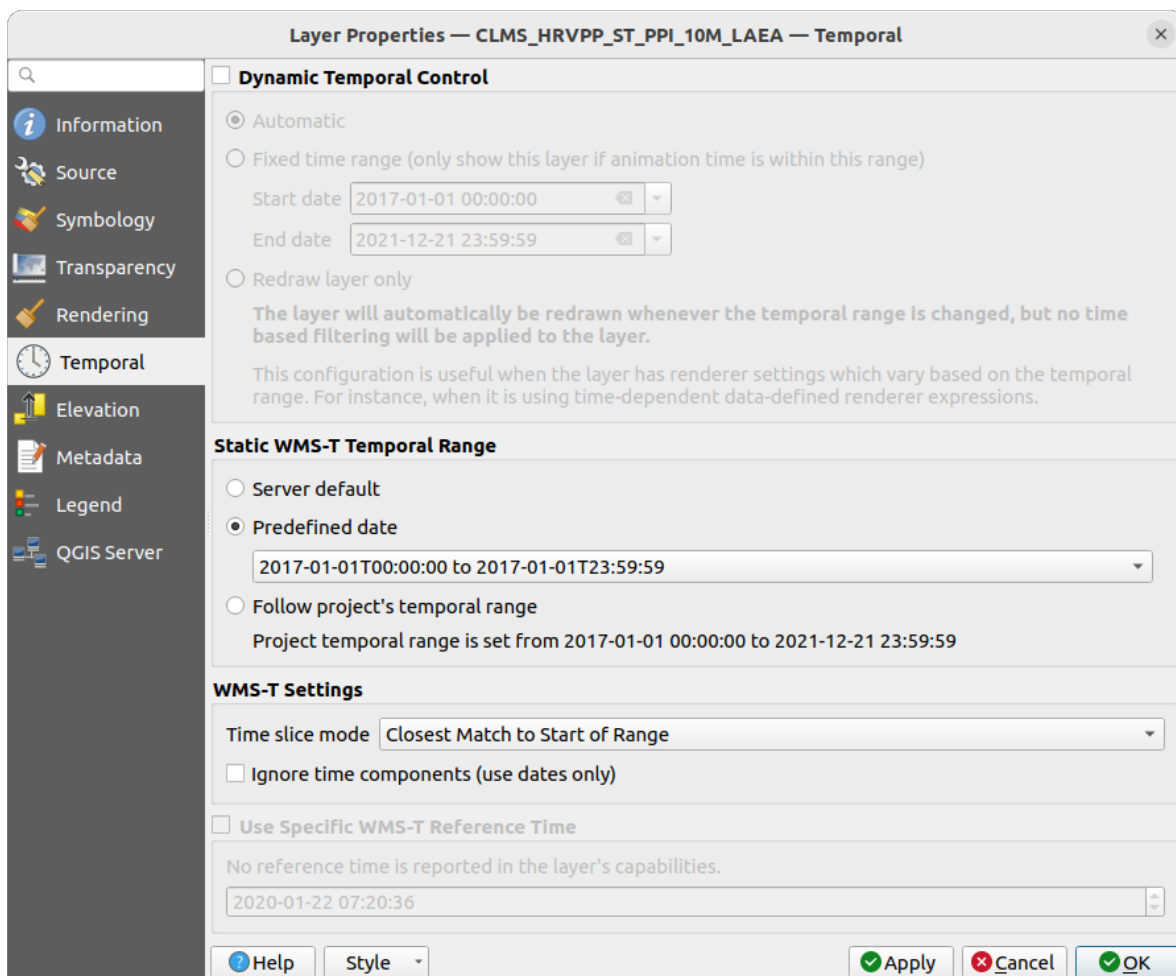 Layer Properties — CLMS_HRVPP_ST_PPI_10M_LAEA — Temporal
Information
Source
Symbology
Transparency
Rendering
Temporal
Elevation
Metadata
Legend
QGIS Server
Dynamic Temporal Control
Automatic
Fixed time range (only show this layer if animation time is within this range)
Start date 2017-01-01 00:00:00
End date 2021-12-21 23:59:59
Redraw layer only
The layer will automatically be redrawn whenever the temporal range is changed, but no time
based filtering will be applied to the layer.
This configuration is useful when the layer has renderer settings which vary based on the temporal
range. For instance, when it is using time-dependent data-defined renderer expressions.
Static WMS-T Temporal Range
Server default
Predefined date
2017-01-01T00:00:00 to 2017-01-01T23:59:59
Follow project's temporal range
Project temporal range is set from 2017-01-01 00:00:00 to 2021-12-21 23:59:59
WMS-T Settings
Time slice mode Closest Match to Start of Range
Ignore time components (use dates only)
Use Specific WMS-T Reference Time
No reference time is reported in the layer's capabilities.
2020-01-22 07:20:36
Help Style Apply Cancel OK